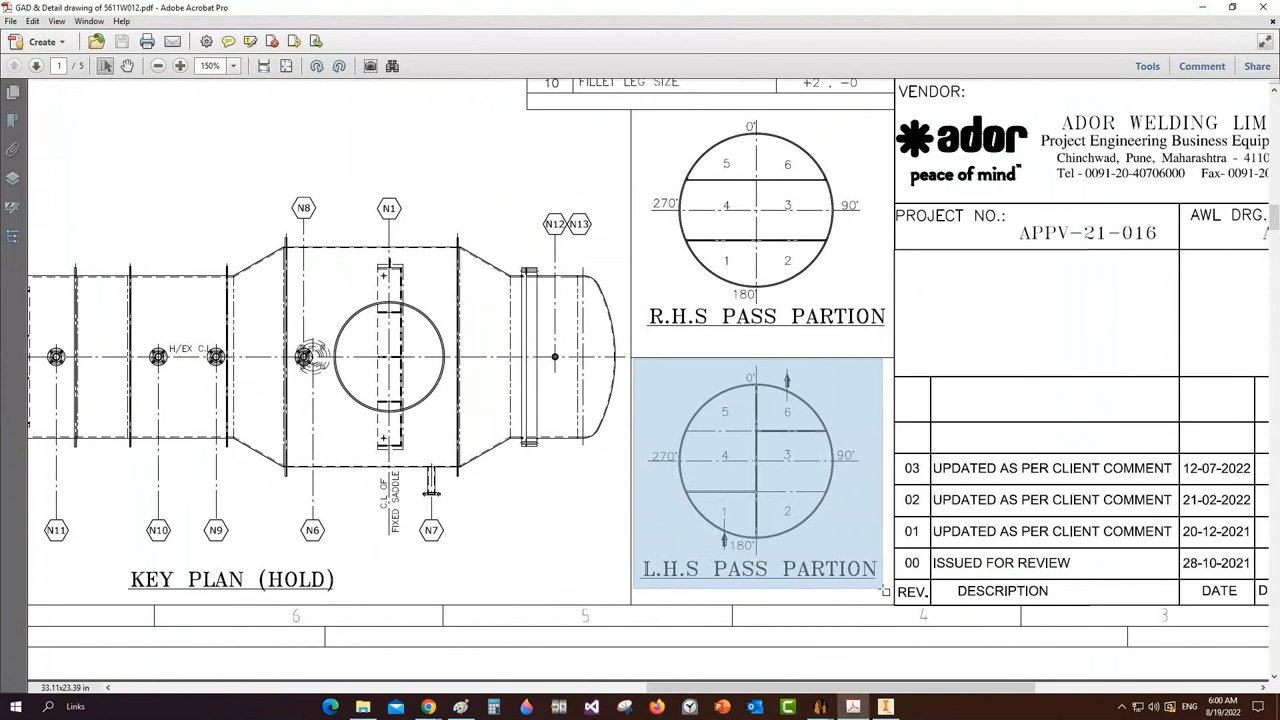 GAD & Detail drawing of 5611W012.pdf - Adobe Acrobat Pro
File Edit View Window Help
Create
1 / 5 150% Tools Comment Share
10 FILLET LEG SIZE +2 , -0
VENDOR:
ador
peace of mind
ADOR WELDING LIM
Project Engineering Business Equip
Chinchwad, Pune, Maharashtra - 4110
Tel - 0091-20-40706000 Fax- 0091-20
PROJECT NO.: AWL DRG.
APPV-21-016
N8 N1 N12 N13
H/EX C.L
C.L OF
FIXED SADDLE
N11 N10 N9 N6 N7
KEY PLAN (HOLD)
0°
5 6
270° 4 3 90°
1 2
180°
R.H.S PASS PARTION
0°
5 6
270° 4 3 90°
1 2
180°
L.H.S PASS PARTION
03 UPDATED AS PER CLIENT COMMENT 12-07-2022
02 UPDATED AS PER CLIENT COMMENT 21-02-2022
01 UPDATED AS PER CLIENT COMMENT 20-12-2021
00 ISSUED FOR REVIEW 28-10-2021
REV. DESCRIPTION DATE D
6 5 4 3
33.11x23.39 in
Links
6:00 AM
8/19/2022